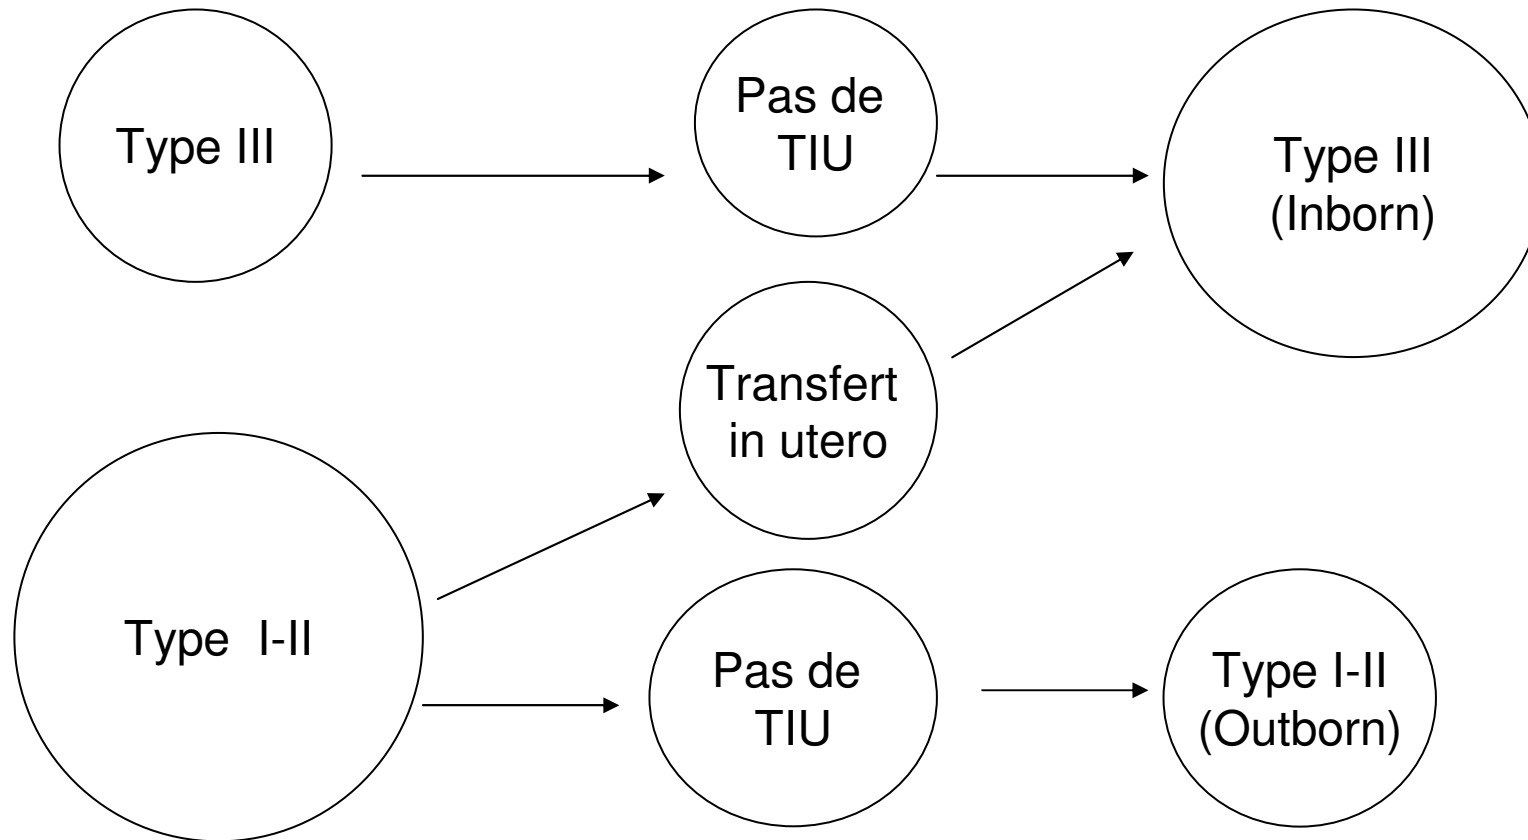 Type III
Pas de
TIU
Type III
(Inborn)
Transfert
in utero
Type  I-II
Pas de
TIU
Type I-II
(Outborn)